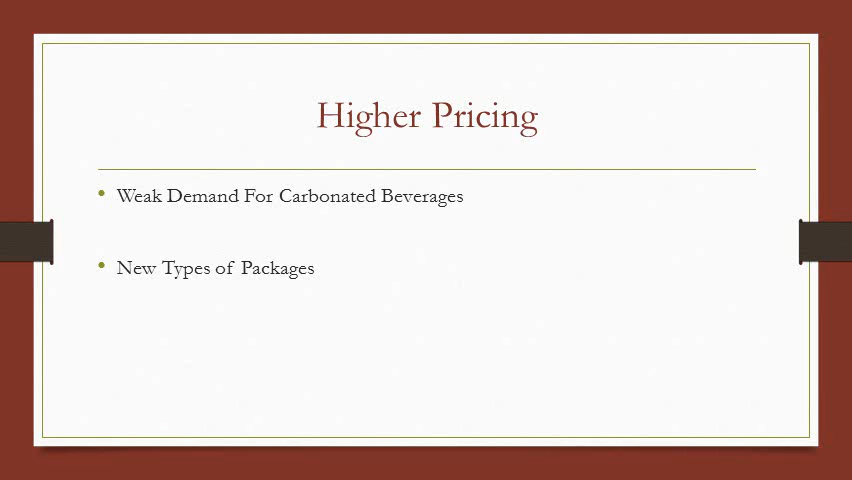 Higher Pricing
• Weak Demand For Carbonated Beverages
• New Types of Packages